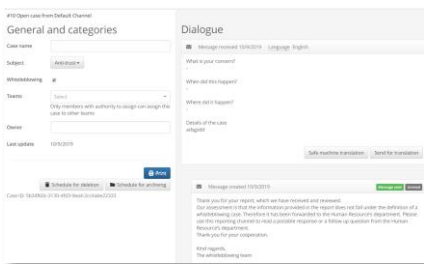 #10 Open case from Default Channel
General and categories
Case name
Subject
Anti-trust
Whistleblowing
Teams
Select
Only members with authority to assign can assign this
case to other teams
Owner
Last update
10/9/2019
Print
Schedule for deletion
Schedule for archiving
Dialogue
Message received 10/9/2019 Language English
What is your concern?
-
When did this happen?
-
Where did it happen?
-
Details of the case
Safe machine translation
Send for translation
Message created 10/9/2019
Thank you for your report, which we have received and reviewed.
Our assessment is that the information provided in the report does not fall under the definition of a
whistleblowing case. Therefore it has been forwarded to the Human Resource's department. Please
use this reporting channel to read a possible response or a follow up question from the Human
Resource's department.
Thank you for your cooperation.
Kind regards,
The whistleblowing team